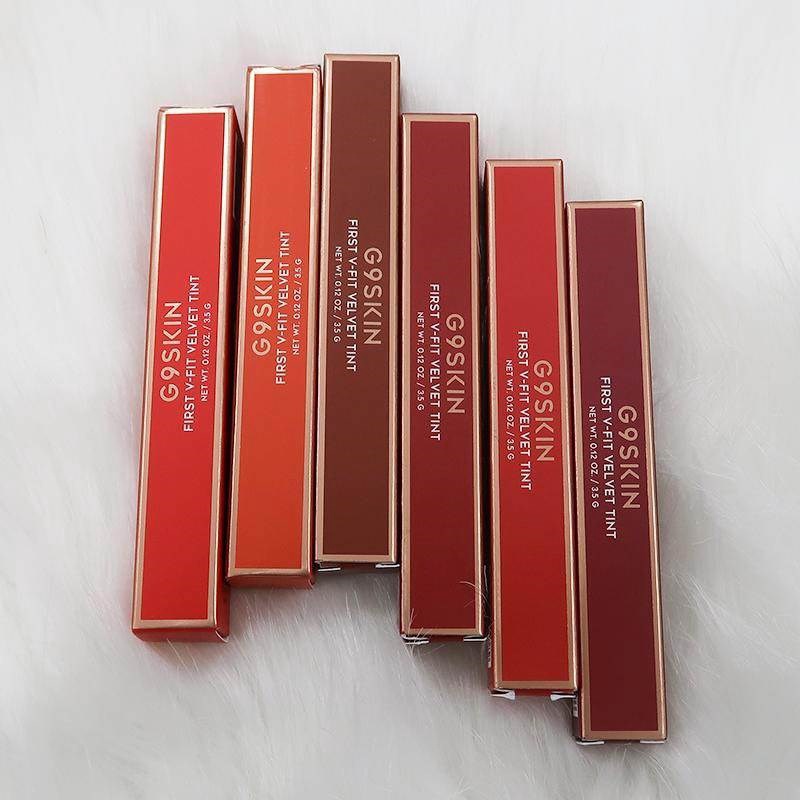 G9SKIN
FIRST V-FIT VELVET TINT
NET WT. 0.12 OZ. / 3.5 G
G9SKIN
FIRST V-FIT VELVET TINT
NET WT. 0.12 OZ. / 3.5 G
G9SKIN
FIRST V-FIT VELVET TINT
NET WT. 0.12 OZ. / 3.5 G
G9SKIN
FIRST V-FIT VELVET TINT
NET WT. 0.12 OZ. / 3.5 G
G9SKIN
FIRST V-FIT VELVET TINT
NET WT. 0.12 OZ. / 3.5 G
G9SKIN
FIRST V-FIT VELVET TINT
NET WT. 0.12 OZ. / 3.5 G